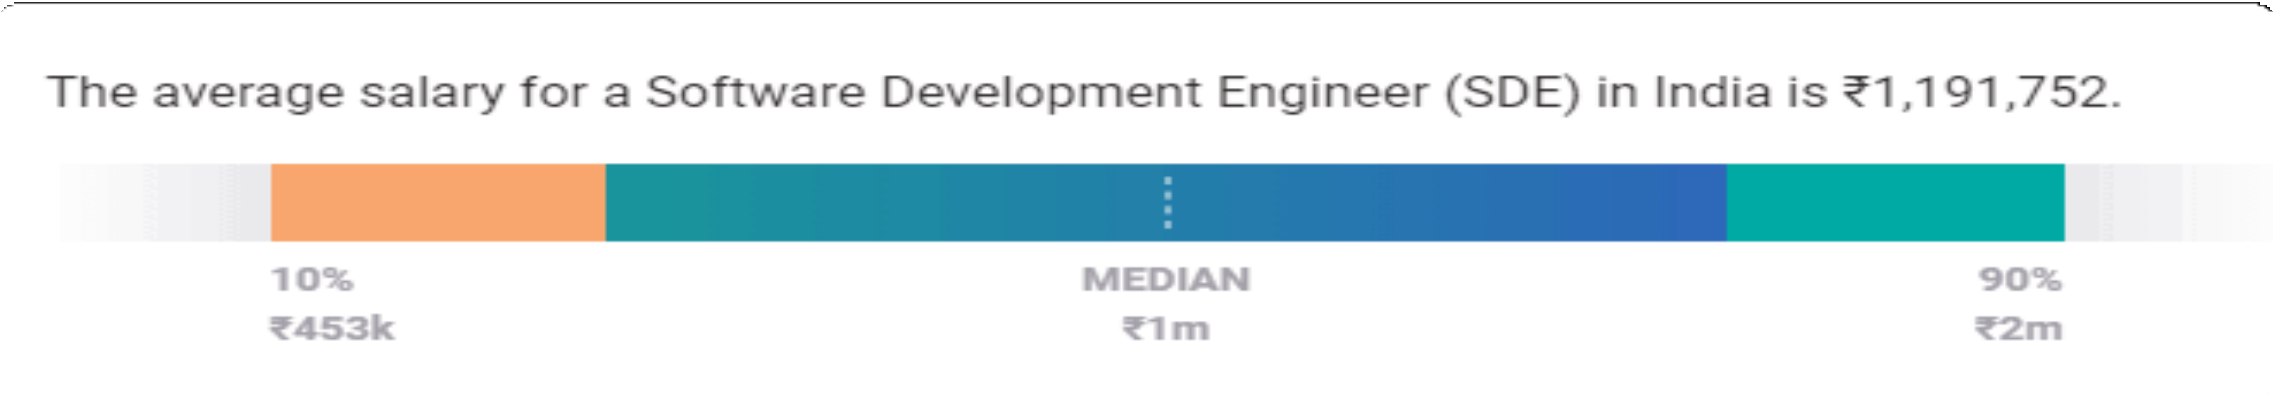 The average salary for a Software Development Engineer (SDE) in India is ₹1,191,752.
10% MEDIAN 90%
₹453k ₹1m ₹2m